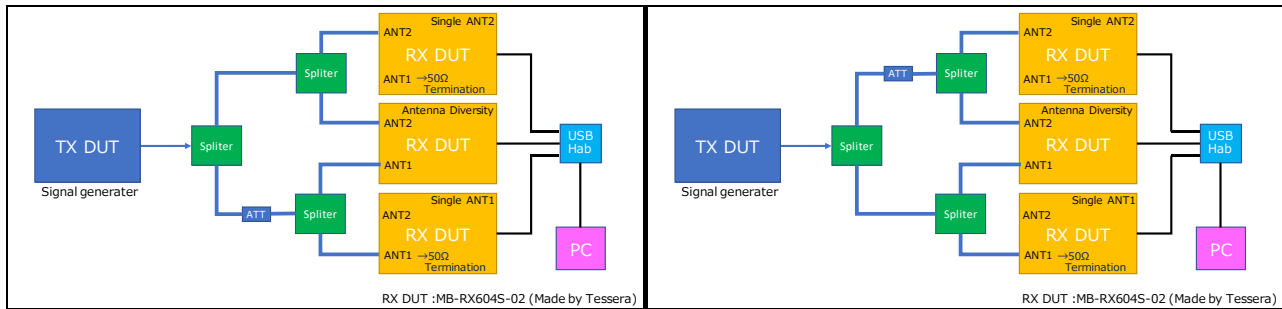 Single ANT2
ANT2
RX DUT
ANT1 →50Ω
Termination
Spliter
Antenna Diversity
ANT2
RX DUT
ANT1
TX DUT
Signal generater
Spliter
USB
Hab
ATT
Spliter
Single ANT1
ANT2
RX DUT
ANT1 →50Ω
Termination
PC
RX DUT :MB-RX604S-02 (Made by Tessera)
Single ANT2
ANT2
RX DUT
ANT1 →50Ω
Termination
ATT
Spliter
Antenna Diversity
ANT2
RX DUT
ANT1
TX DUT
Signal generater
Spliter
USB
Hab
Spliter
Single ANT1
ANT2
RX DUT
ANT1 →50Ω
Termination
PC
RX DUT :MB-RX604S-02 (Made by Tessera)